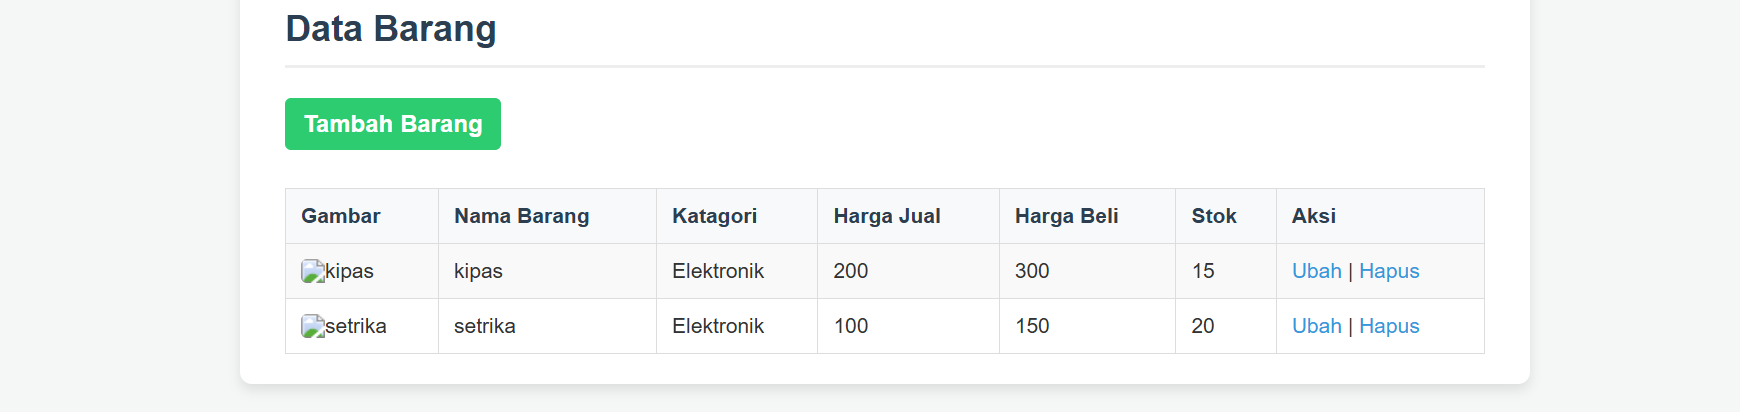 Data Barang
Tambah Barang
Gambar Nama Barang Katagori Harga Jual Harga Beli Stok Aksi
kipas kipas Elektronik 200 300 15 Ubah | Hapus
setrika setrika Elektronik 100 150 20 Ubah | Hapus